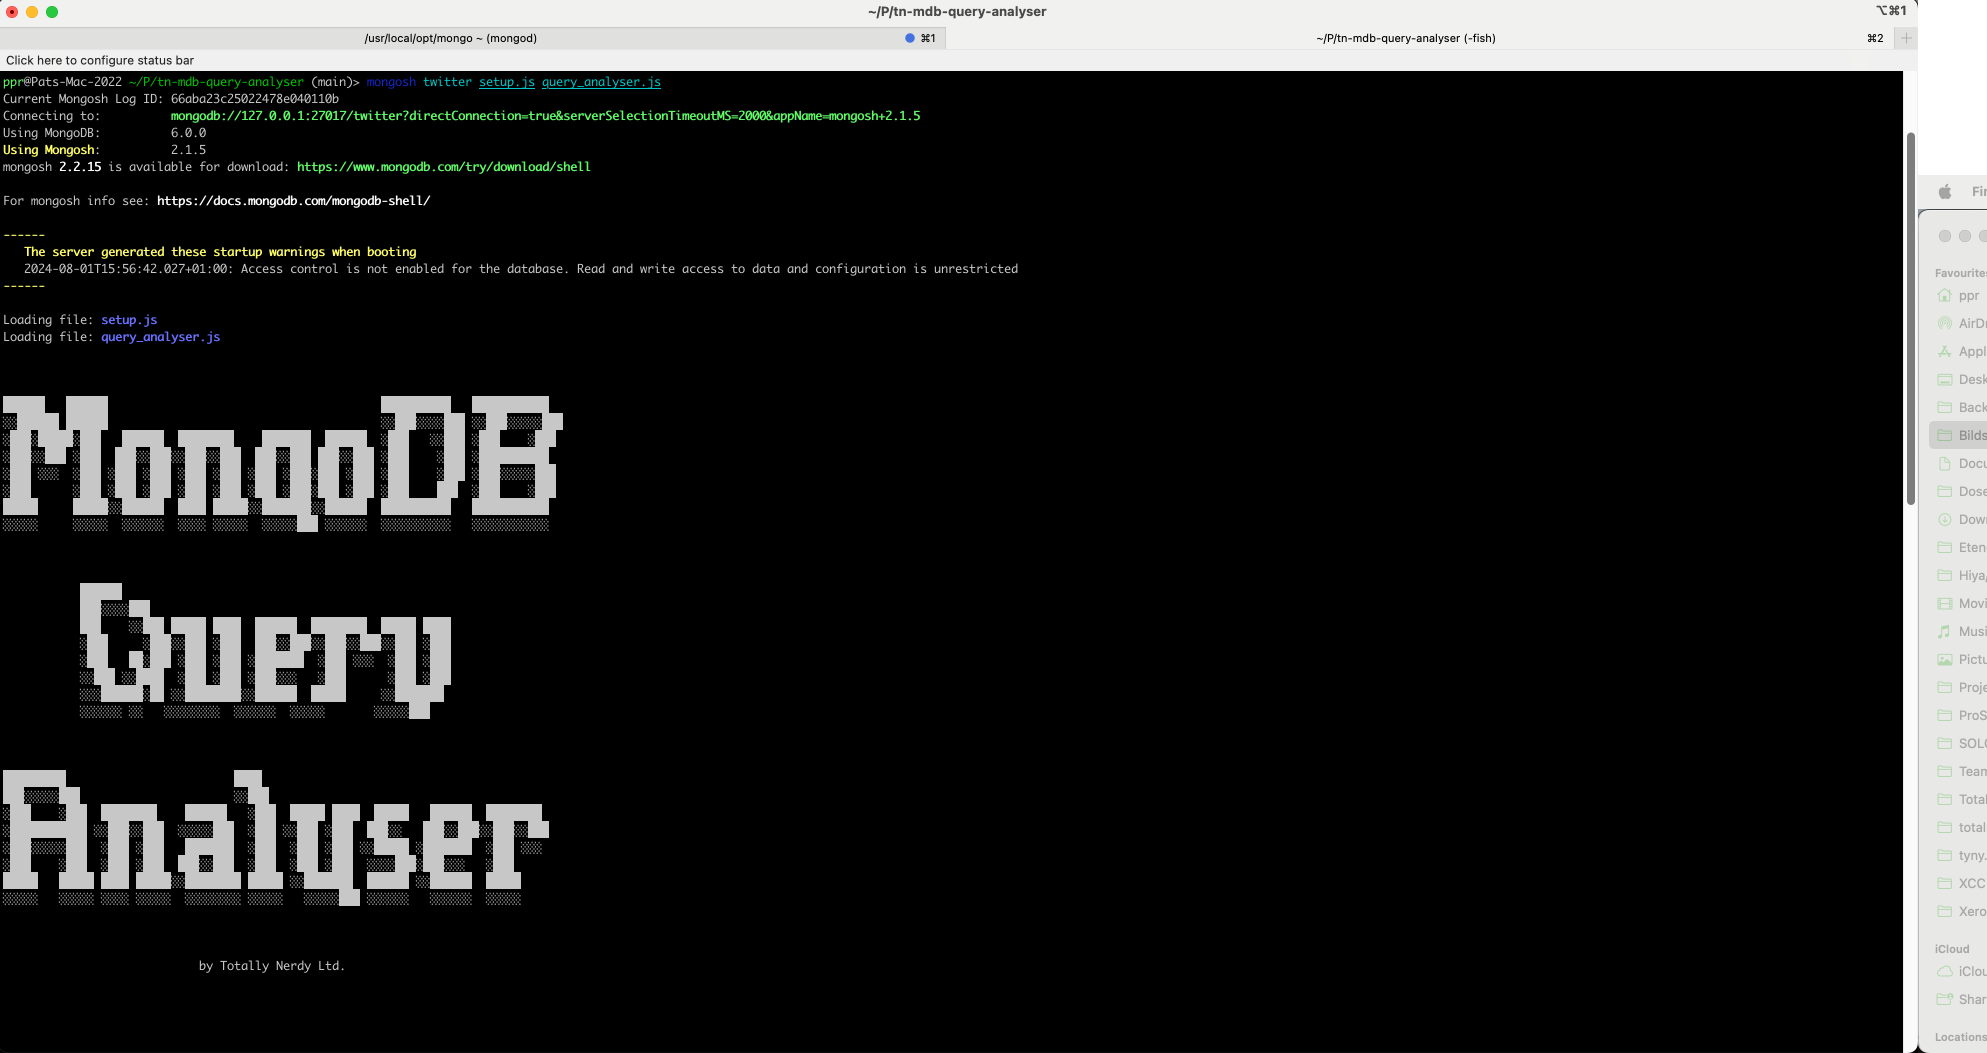 ~/P/tn-mdb-query-analyser
⌥⌘1
/usr/local/opt/mongo ~ (mongod)
⌘1
~/P/tn-mdb-query-analyser (-fish)
⌘2
Click here to configure status bar
ppr@Pats-Mac-2022 ~/P/tn-mdb-query-analyser (main)> mongosh twitter setup.js query_analyser.js
Current Mongosh Log ID: 66aba23c25022478e040110b
Connecting to: mongodb://127.0.0.1:27017/twitter?directConnection=true&serverSelectionTimeoutMS=2000&appName=mongosh+2.1.5
Using MongoDB: 6.0.0
Using Mongosh: 2.1.5
mongosh 2.2.15 is available for download: https://www.mongodb.com/try/download/shell
For mongosh info see: https://docs.mongodb.com/mongodb-shell/
------
The server generated these startup warnings when booting
2024-08-01T15:56:42.027+01:00: Access control is not enabled for the database. Read and write access to data and configuration is unrestricted
------
Loading file: setup.js
Loading file: query_analyser.js
MongoDB
Query
Analyser
by Totally Nerdy Ltd.
Fin
Favourites
ppr
AirDr
Appl
Desk
Back
Bilds
Docu
Dose
Down
Eten
Hiya
Movi
Musi
Pictu
Proje
ProS
SOLO
Team
Total
total
tyny.
XCC
Xero
iCloud
iClou
Shar
Locations